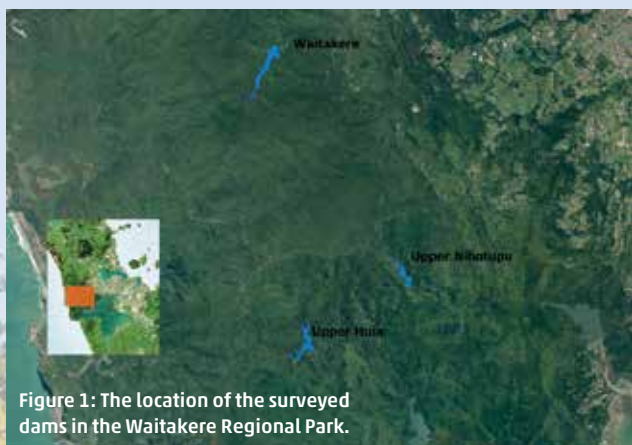 Waitakere
Upper Nihotupu
Upper Huia
Figure 1: The location of the surveyed
dams in the Waitakere Regional Park.